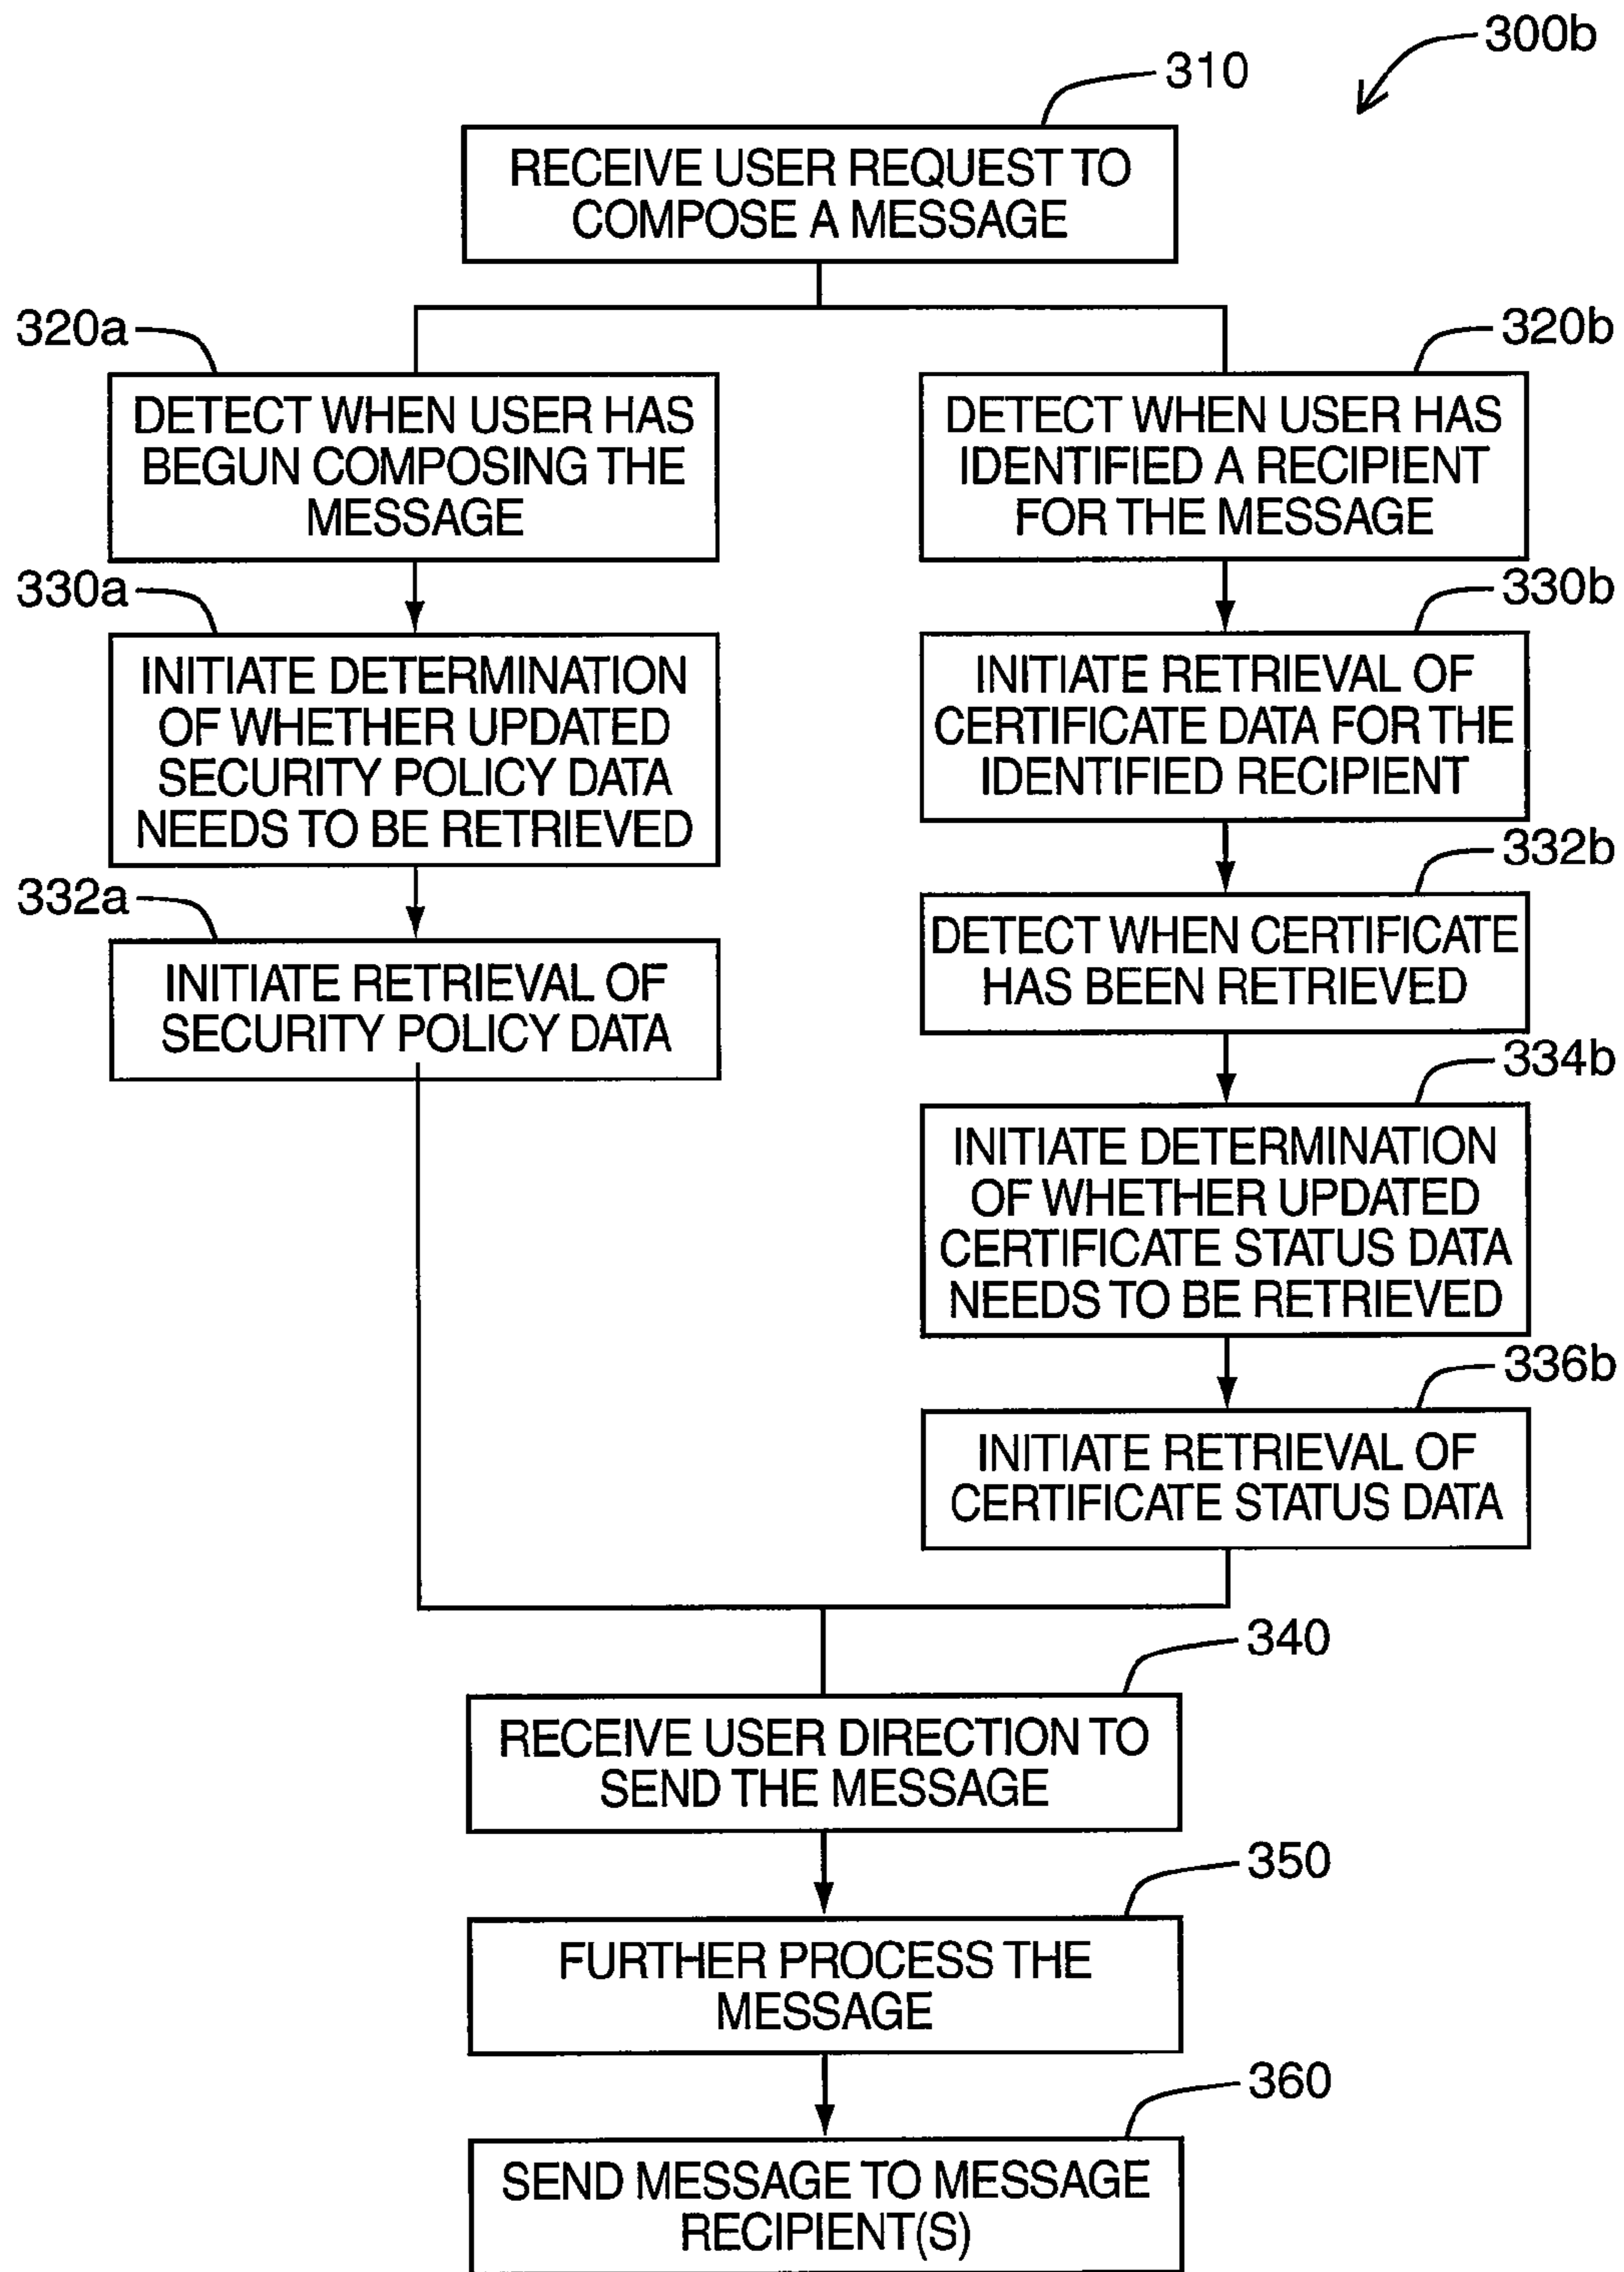 300b
310
RECEIVE USER REQUEST TO
COMPOSE A MESSAGE
320a
DETECT WHEN USER HAS
BEGUN COMPOSING THE
MESSAGE
330a
INITIATE DETERMINATION
OF WHETHER UPDATED
SECURITY POLICY DATA
NEEDS TO BE RETRIEVED
332a
INITIATE RETRIEVAL OF
SECURITY POLICY DATA
320b
DETECT WHEN USER HAS
IDENTIFIED A RECIPIENT
FOR THE MESSAGE
330b
INITIATE RETRIEVAL OF
CERTIFICATE DATA FOR THE
IDENTIFIED RECIPIENT
332b
DETECT WHEN CERTIFICATE
HAS BEEN RETRIEVED
334b
INITIATE DETERMINATION
OF WHETHER UPDATED
CERTIFICATE STATUS DATA
NEEDS TO BE RETRIEVED
336b
INITIATE RETRIEVAL OF
CERTIFICATE STATUS DATA
340
RECEIVE USER DIRECTION TO
SEND THE MESSAGE
350
FURTHER PROCESS THE
MESSAGE
360
SEND MESSAGE TO MESSAGE
RECIPIENT(S)